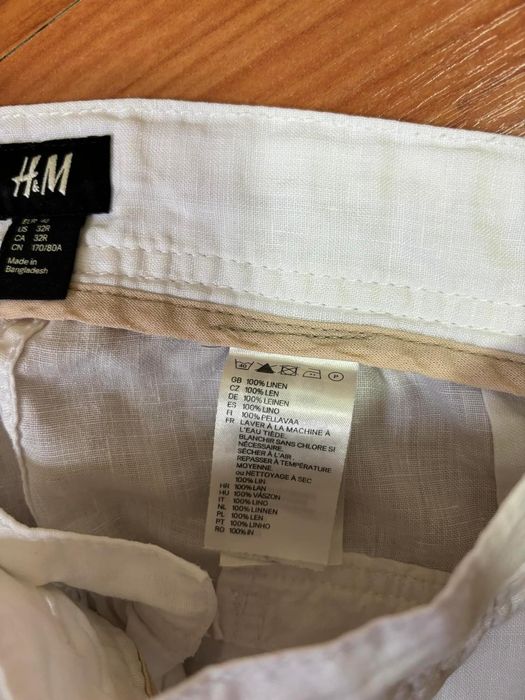 H&M
EUR 42
US 32R
CA 32R
CN 170/80A
Made in
Bangladesh
40
P
GB 100% LINEN
CZ 100% LEN
DE 100% LEINEN
ES 100% LINO
FI 100% PELLAVAA
FR LAVER À LA MACHINE À
L'EAU TIÈDE.
BLANCHIR SANS CHLORE SI
NÉCESSAIRE.
SÉCHER À L'AIR.
REPASSER À TEMPÉRATURE
MOYENNE.
ou NETTOYAGE À SEC
100% LIN
HR 100% LAN
HU 100% VÁSZON
IT 100% LINO
NL 100% LINNEN
PL 100% LEN
PT 100% LINHO
RO 100% IN